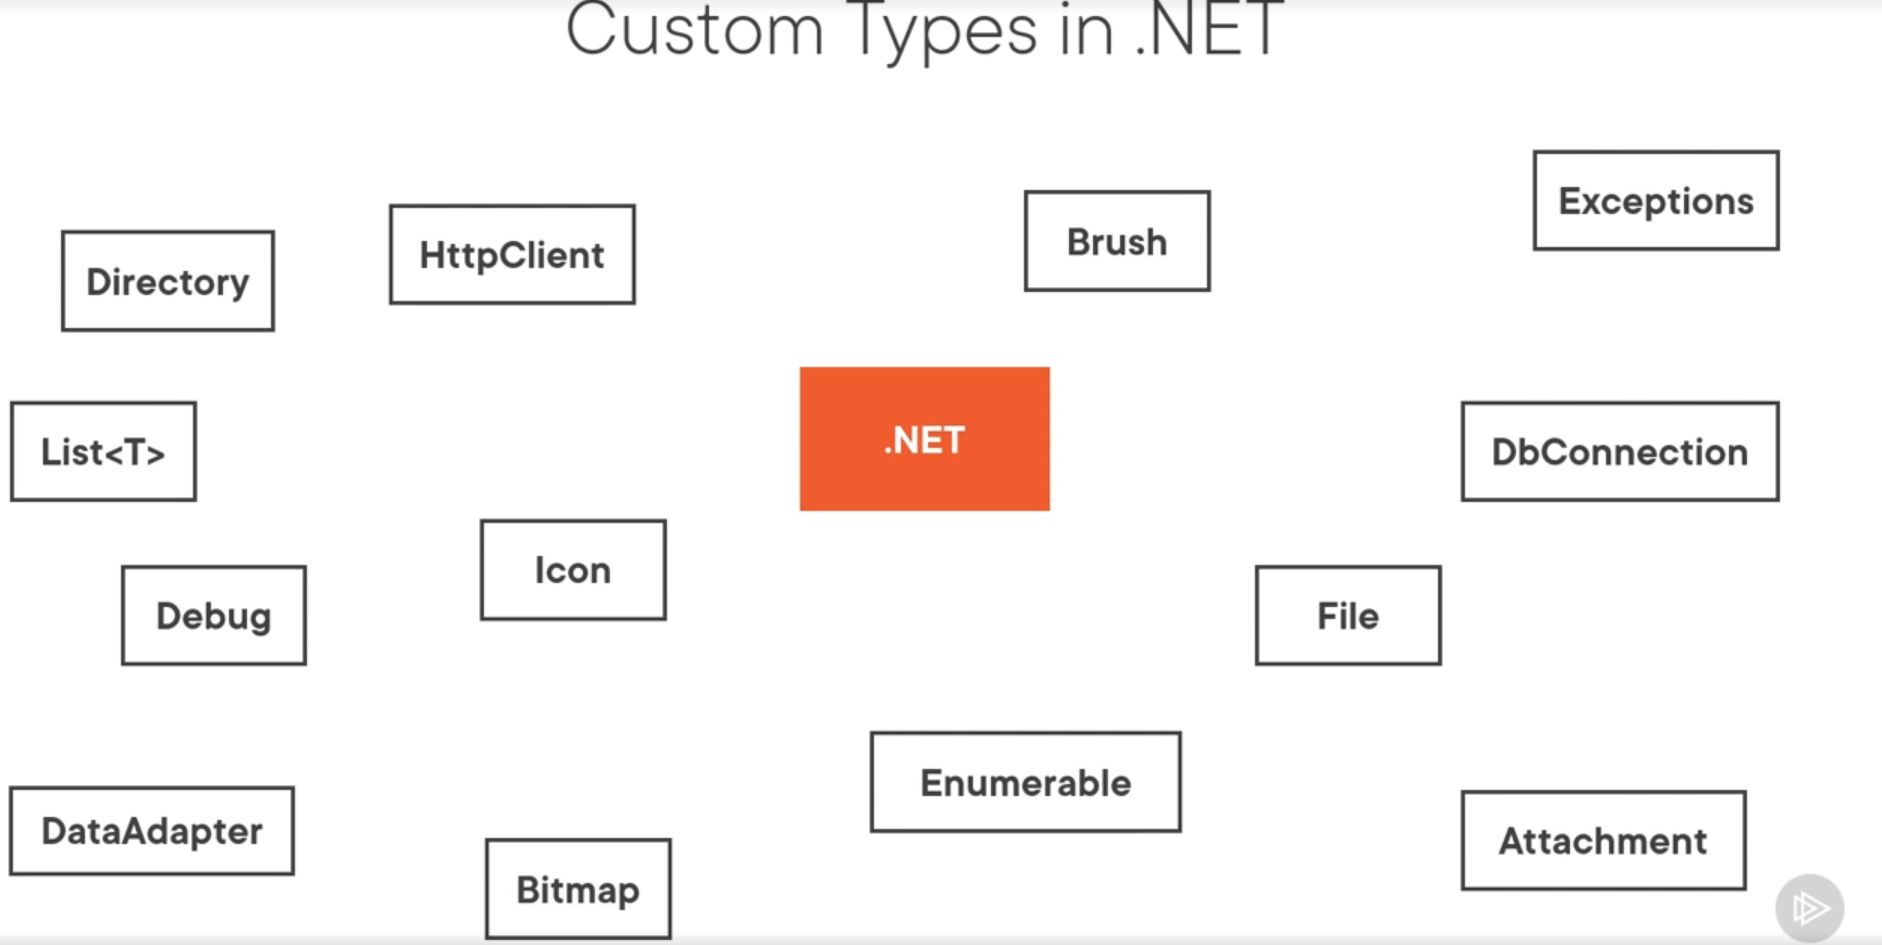 Custom Types in .NET
Exceptions
Brush
HttpClient
Directory
.NET
List<T>
DbConnection
Icon
Debug
File
Enumerable
DataAdapter
Attachment
Bitmap